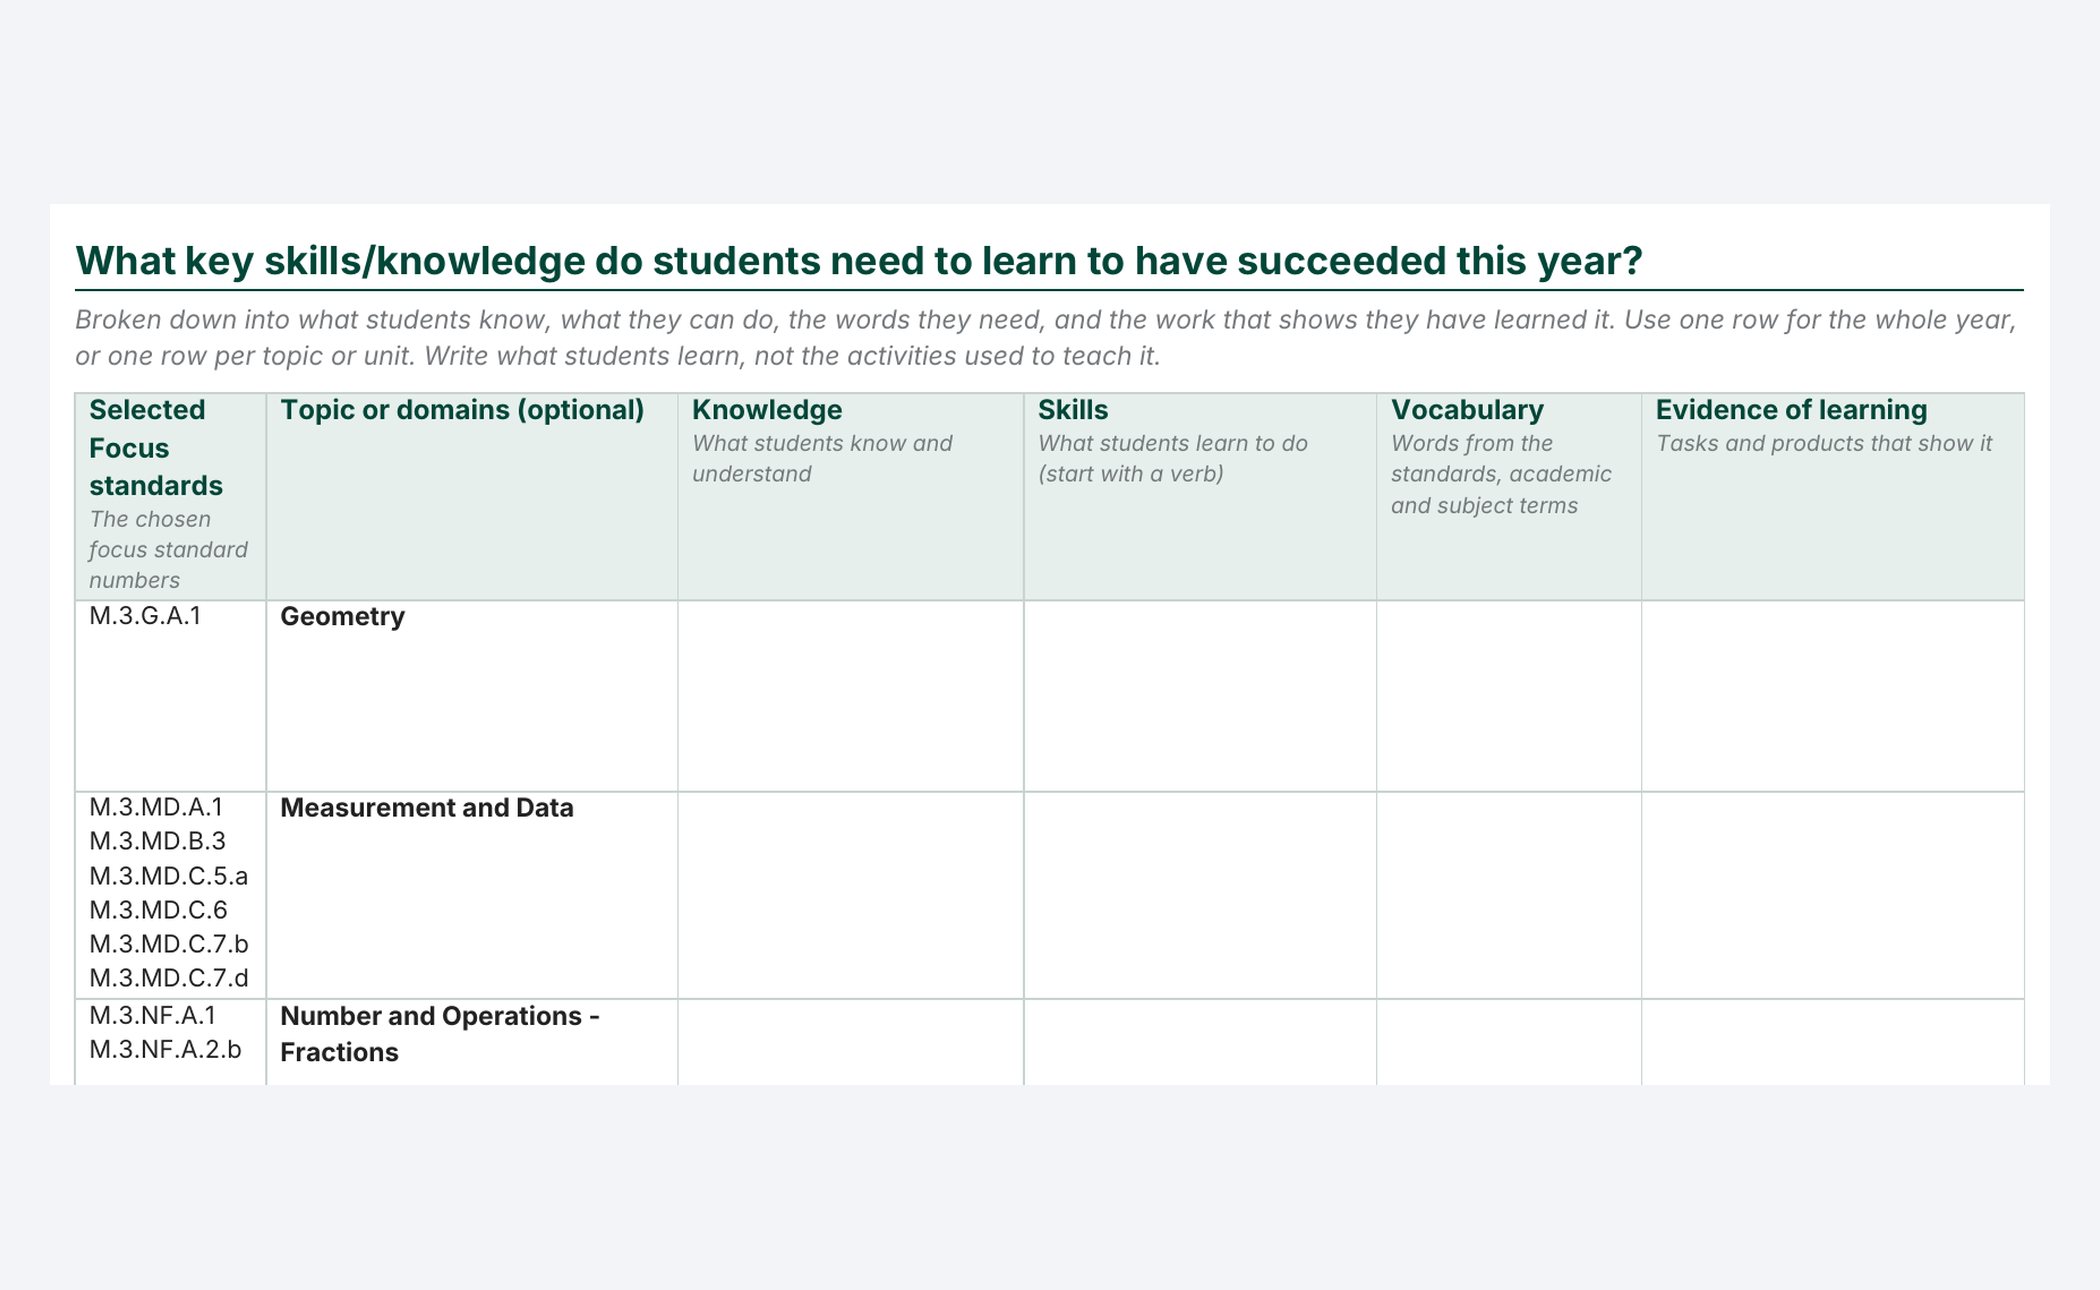 What key skills/knowledge do students need to learn to have succeeded this year?
Broken down into what students know, what they can do, the words they need, and the work that shows they have learned it. Use one row for the whole year,
or one row per topic or unit. Write what students learn, not the activities used to teach it.
Selected
Focus
standards
The chosen
focus standard
numbers
Topic or domains (optional)
Knowledge
What students know and
understand
Skills
What students learn to do
(start with a verb)
Vocabulary
Words from the
standards, academic
and subject terms
Evidence of learning
Tasks and products that show it
M.3.G.A.1
Geometry
M.3.MD.A.1
M.3.MD.B.3
M.3.MD.C.5.a
M.3.MD.C.6
M.3.MD.C.7.b
M.3.MD.C.7.d
Measurement and Data
M.3.NF.A.1
M.3.NF.A.2.b
Number and Operations -
Fractions